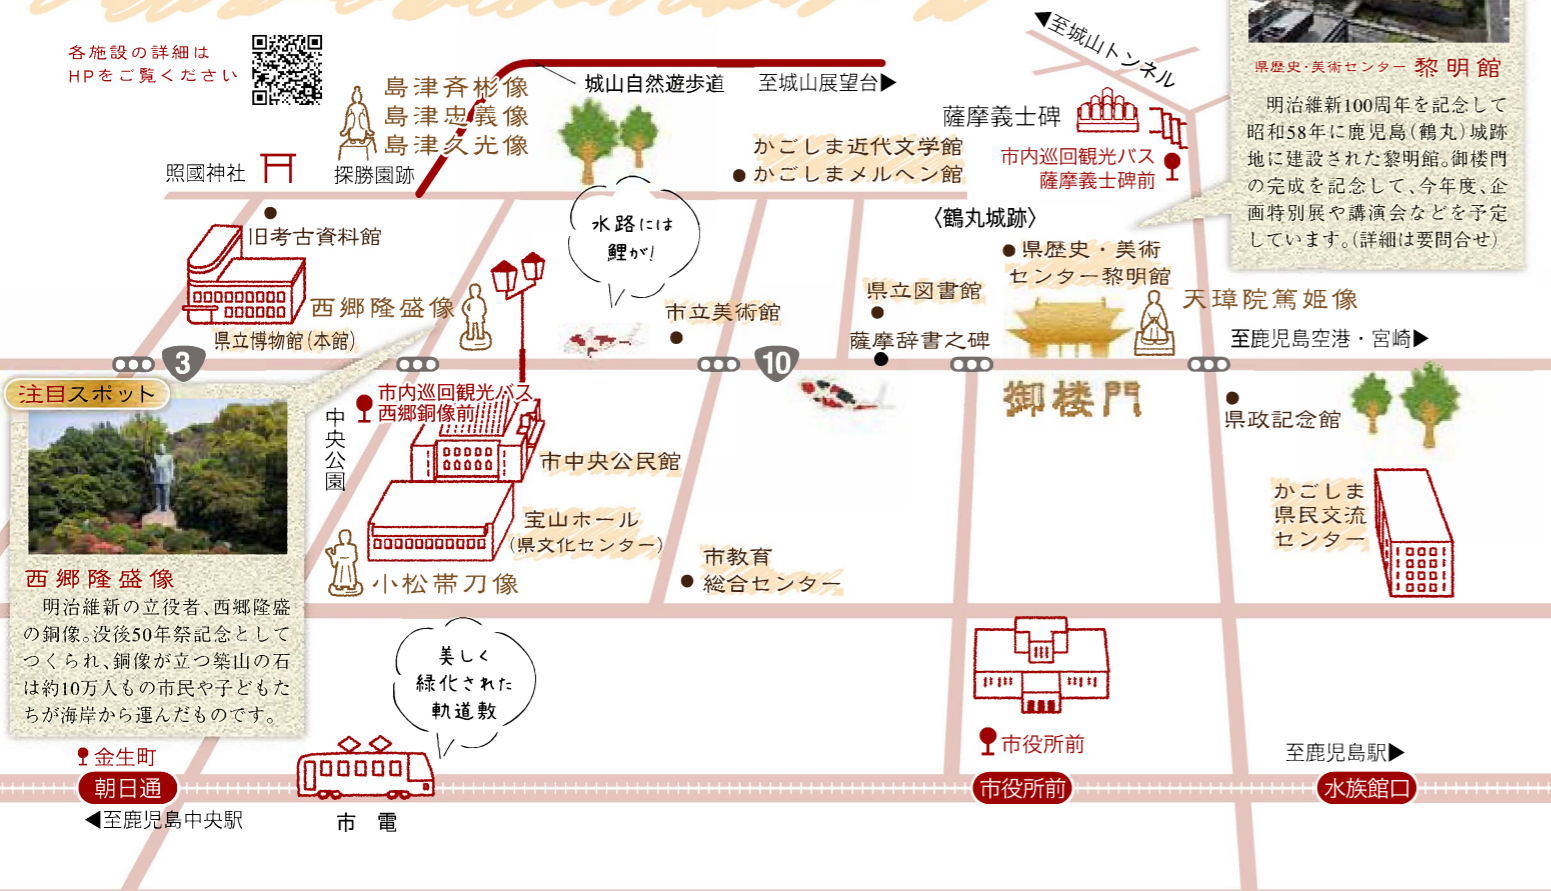 各施設の詳細は
HPをご覧ください
島津斉彬像
島津忠義像
島津久光像
探勝園跡
照國神社
城山自然遊歩道
至城山展望台▶
◀至城山トンネル
薩摩義士碑
市内巡回観光バス
薩摩義士碑前
かごしま近代文学館
かごしまメルヘン館
県歴史・美術センター 黎明館
明治維新100周年を記念して
昭和58年に鹿児島(鶴丸)城跡
地に建設された黎明館。御楼門
の完成を記念して、今年度、企
画特別展や講演会などを予定
しています。(詳細は要問合せ)
水路には
鯉が!
〈鶴丸城跡〉
旧考古資料館
県立博物館(本館)
西郷隆盛像
市立美術館
県立図書館
薩摩辞書之碑
県歴史・美術
センター黎明館
天璋院篤姫像
至鹿児島空港・宮崎▶
3
10
御楼門
県政記念館
注目スポット
西郷隆盛像
明治維新の立役者、西郷隆盛
の銅像。没後50年祭記念として
つくられ、銅像が立つ築山の石
は約10万人もの市民や子どもた
ちが海岸から運んだものです。
中央公園
市内巡回観光バス
西郷銅像前
市中央公民館
宝山ホール
(県文化センター)
小松帯刀像
市教育
総合センター
かごしま
県民交流
センター
美しく
緑化された
軌道敷
金生町
朝日通
◀至鹿児島中央駅
市電
市役所前
市役所前
至鹿児島駅▶
水族館口